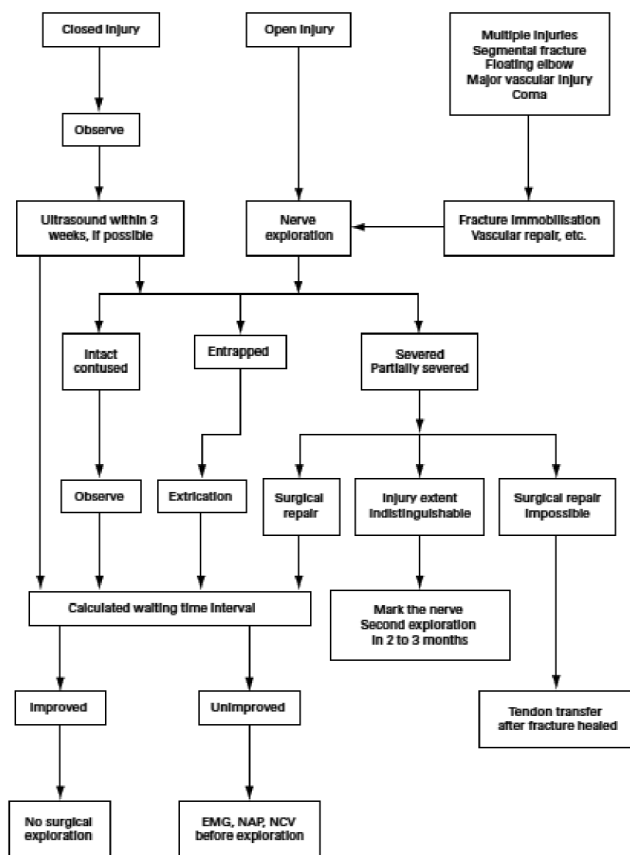 Closed Injury
Open Injury
Multiple Injuries
Segmental fracture
Floating elbow
Major vascular Injury
Coma
Observe
Ultrasound within 3
weeks, if possible
Nerve
exploration
Fracture immobilisation
Vascular repair, etc.
Intact
contused
Entrapped
Severed
Partially severed
Observe
Extrication
Surgical
repair
Injury extent
indistinguishable
Surgical repair
impossible
Calculated waiting time interval
Mark the nerve
Second exploration
in 2 to 3 months
Improved
Unimproved
Tendon transfer
after fracture healed
No surgical
exploration
EMG, NAP, NCV
before exploration